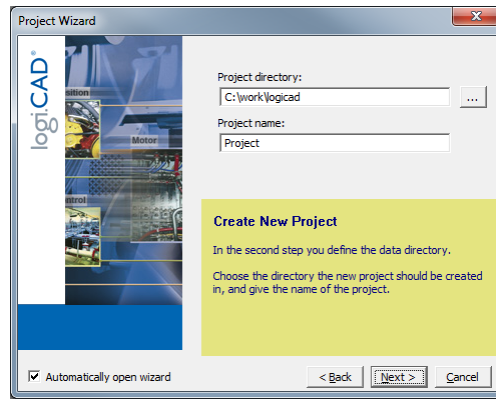 Project Wizard
logi.CAD®
Motor
Project directory:
C:\work\logicad
...
Project name:
Project
Create New Project
In the second step you define the data directory.
Choose the directory the new project should be created
in, and give the name of the project.
Automatically open wizard
< Back
Next >
Cancel